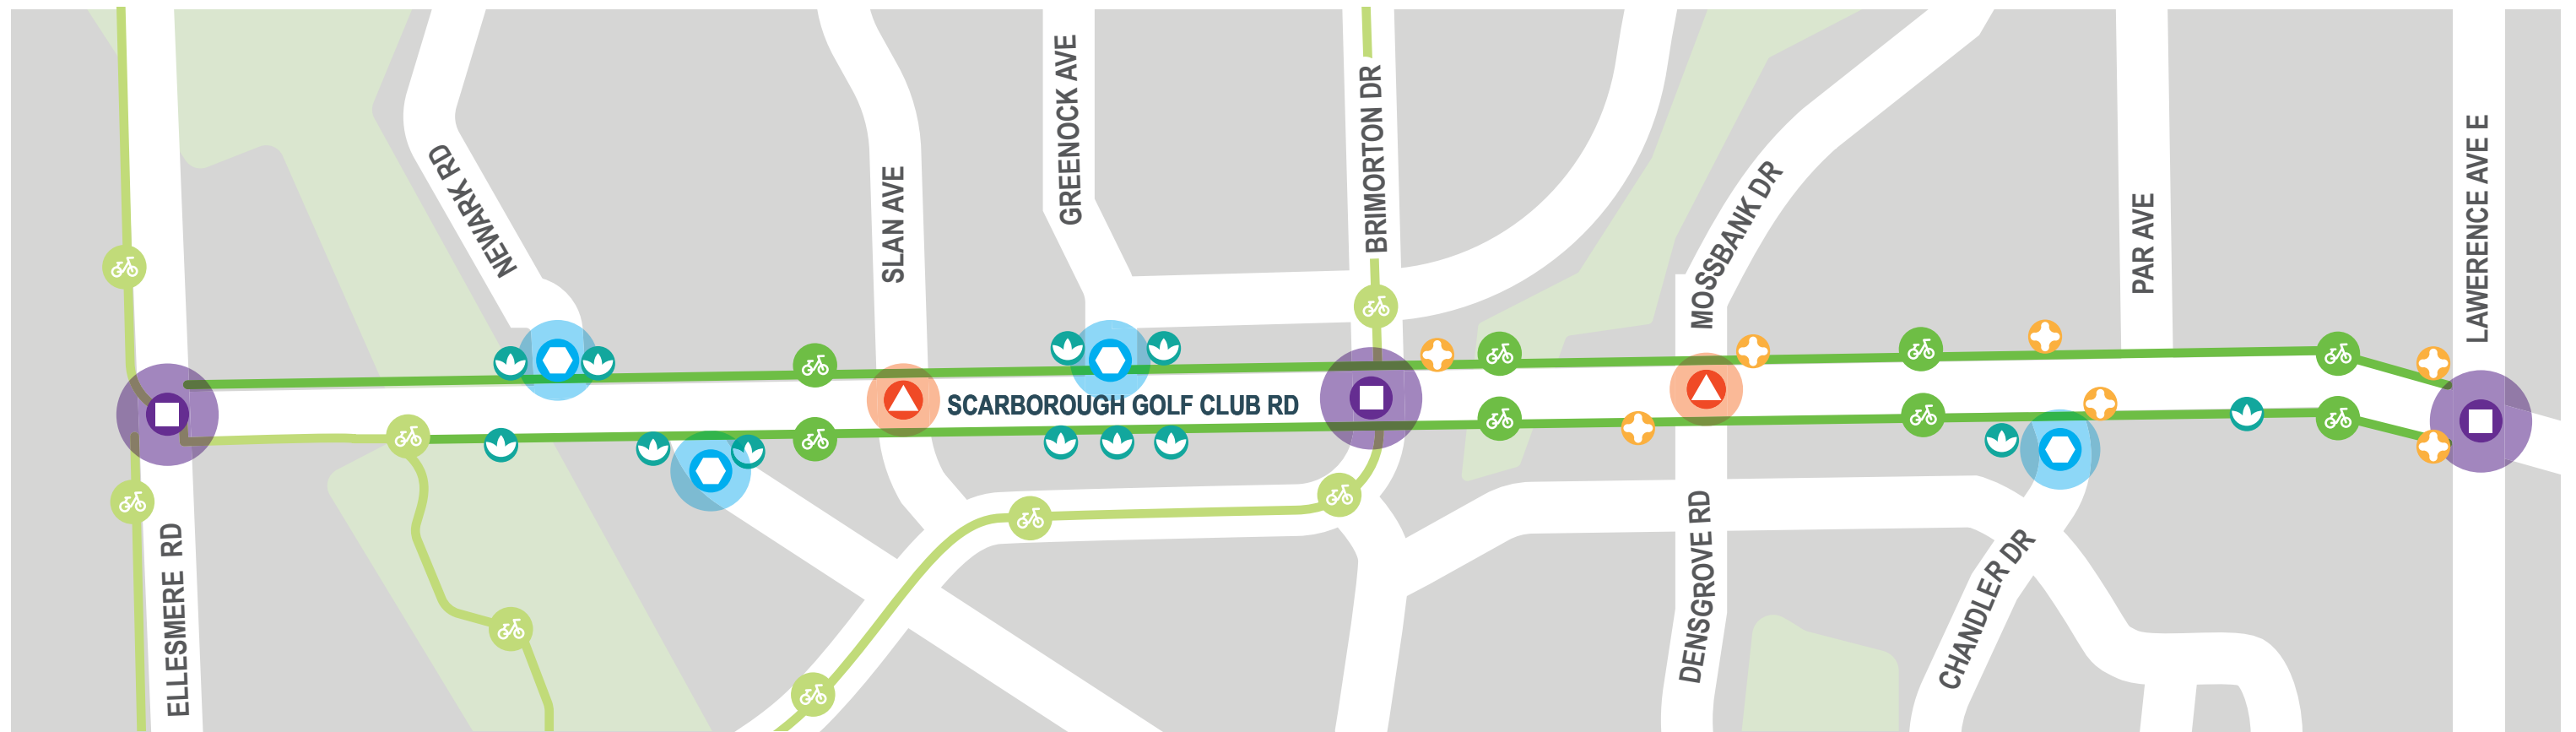 ELLESMERE RD
NEWARK RD
SLAN AVE
GREENOCK AVE
SCARBOROUGH GOLF CLUB RD
BRIMORTON DR
MOSSBANK DR
DENSGROVE RD
CHANDLER DR
PAR AVE
LAWERENCE AVE E